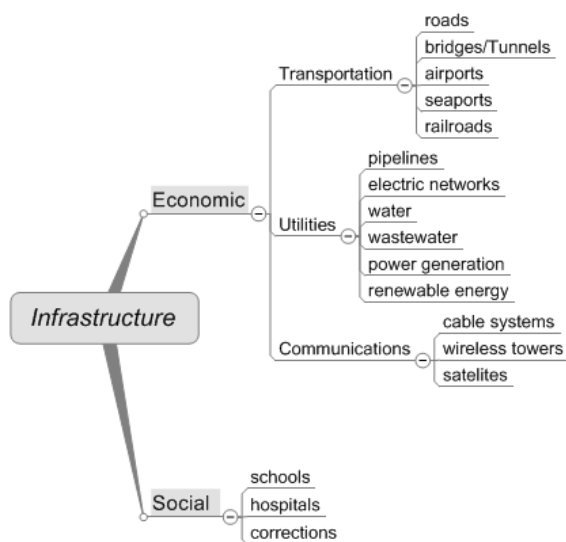 Infrastructure
Economic
Transportation
roads
bridges/Tunnels
airports
seaports
railroads
Utilities
pipelines
electric networks
water
wastewater
power generation
renewable energy
Communications
cable systems
wireless towers
satelites
Social
schools
hospitals
corrections